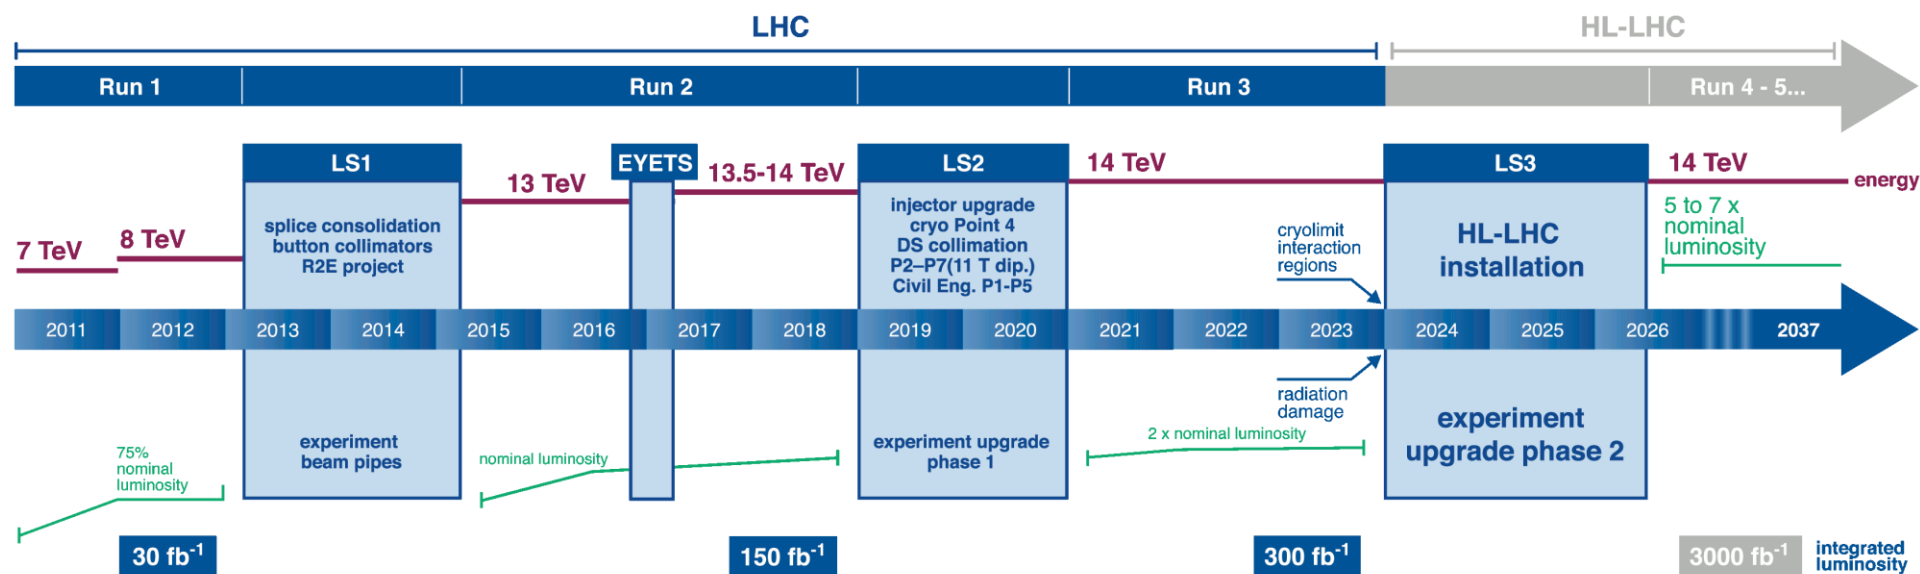 LHC
HL-LHC
Run 1
Run 2
Run 3
Run 4 - 5...
LS1
EYETS
LS2
LS3
7 TeV
8 TeV
13 TeV
13.5-14 TeV
14 TeV
14 TeV
energy
splice consolidation
button collimators
R2E project
injector upgrade
cryo Point 4
DS collimation
P2–P7(11 T dip.)
Civil Eng. P1-P5
cryolimit
interaction
regions
HL-LHC
installation
5 to 7 x
nominal
luminosity
2011
2012
2013
2014
2015
2016
2017
2018
2019
2020
2021
2022
2023
2024
2025
2026
2037
radiation
damage
75%
nominal
luminosity
experiment
beam pipes
nominal luminosity
experiment upgrade
phase 1
2 x nominal luminosity
experiment
upgrade phase 2
30 fb⁻¹
150 fb⁻¹
300 fb⁻¹
3000 fb⁻¹
integrated
luminosity